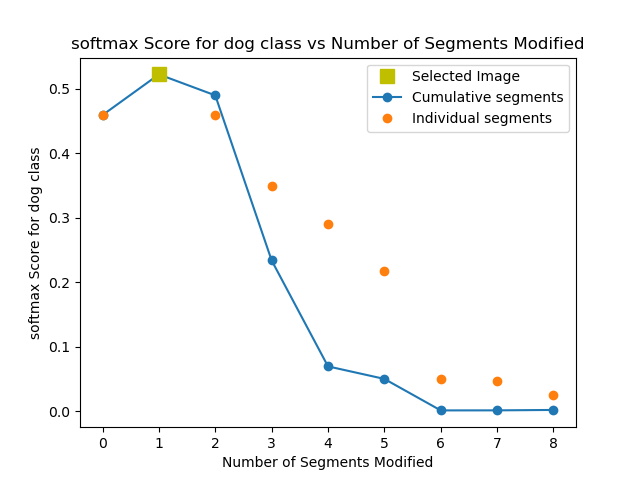 softmax Score for dog class vs Number of Segments Modified
Selected Image
Cumulative segments
Individual segments
softmax Score for dog class
0.5
0.4
0.3
0.2
0.1
0.0
0 1 2 3 4 5 6 7 8
Number of Segments Modified